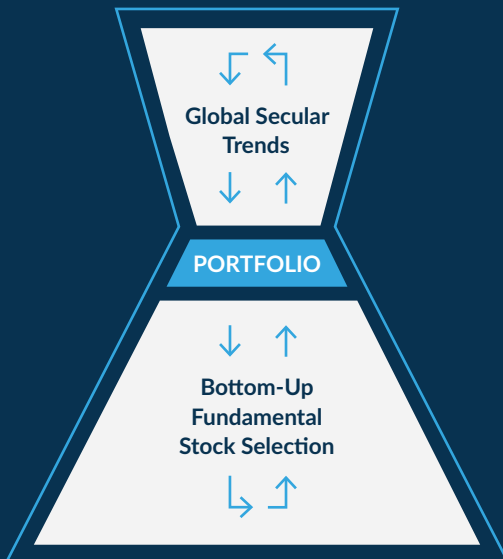 Global Secular
Trends
PORTFOLIO
Bottom-Up
Fundamental
Stock Selection